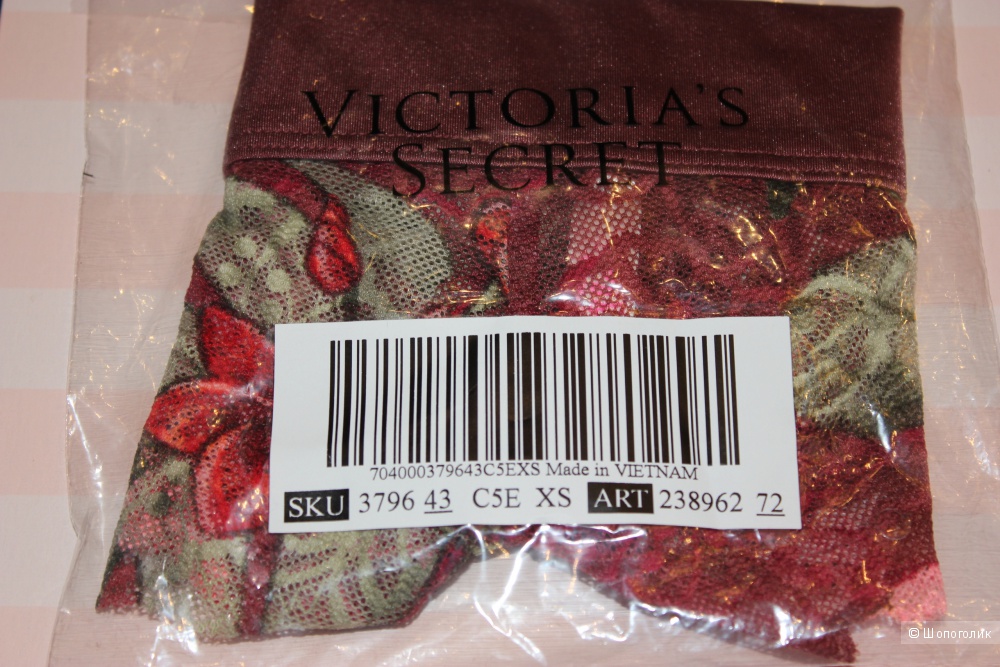 VICTORIA'S
SECRET
704000379643C5EXS Made in VIETNAM
SKU 3796 43 C5E XS ART 238962 72
© Шопоголик